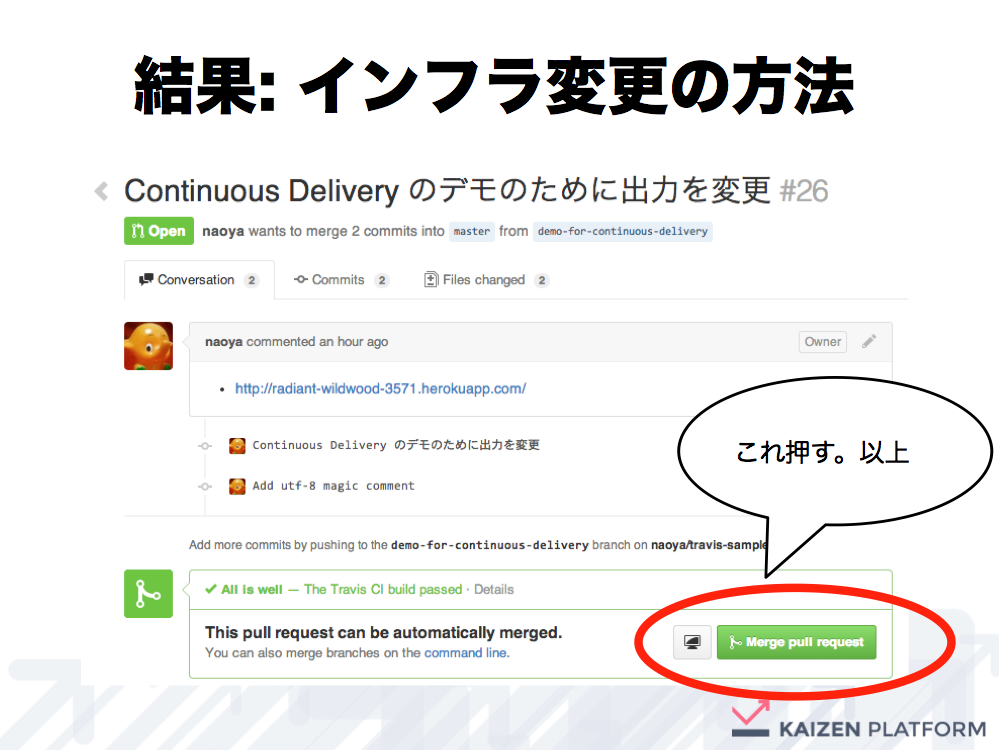 結果: インフラ変更の方法
Continuous Delivery のデモのために出力を変更 #26
Open naoya wants to merge 2 commits into master from demo-for-continuous-delivery
Conversation 2 Commits 2 Files changed 2
naoya commented an hour ago Owner
• http://radiant-wildwood-3571.herokuapp.com/
これ押す。以上
Continuous Delivery のデモのために出力を変更
Add utf-8 magic comment
Add more commits by pushing to the demo-for-continuous-delivery branch on naoya/travis-sample
All is well — The Travis CI build passed · Details
This pull request can be automatically merged.
You can also merge branches on the command line.
Merge pull request
KAIZEN PLATFORM